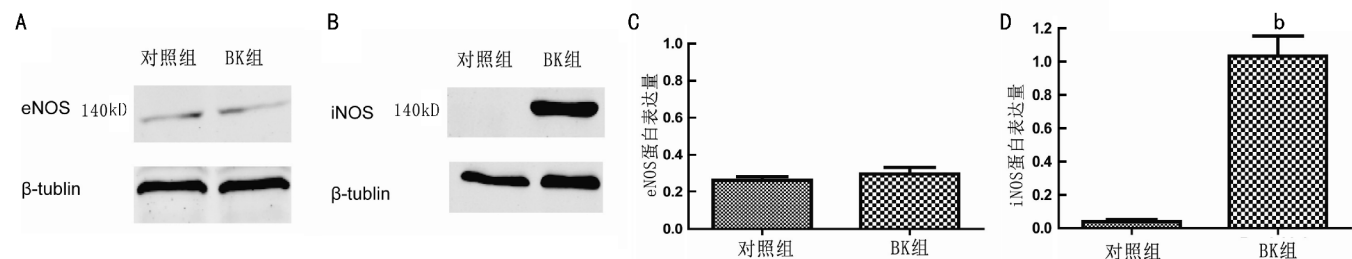 A
对照组 BK组
eNOS 140kD
β-tublin
B
对照组 BK组
iNOS 140kD
β-tublin
C
eNOS蛋白表达量
1.0
0.8
0.6
0.4
0.2
0.0
对照组 BK组
D
iNOS蛋白表达量
b
1.2
1.0
0.8
0.6
0.4
0.2
0.0
对照组 BK组